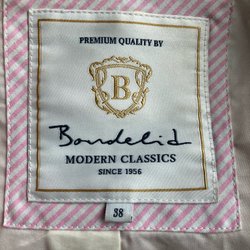 PREMIUM QUALITY BY
B
Bondelid
MODERN CLASSICS
SINCE 1956
38